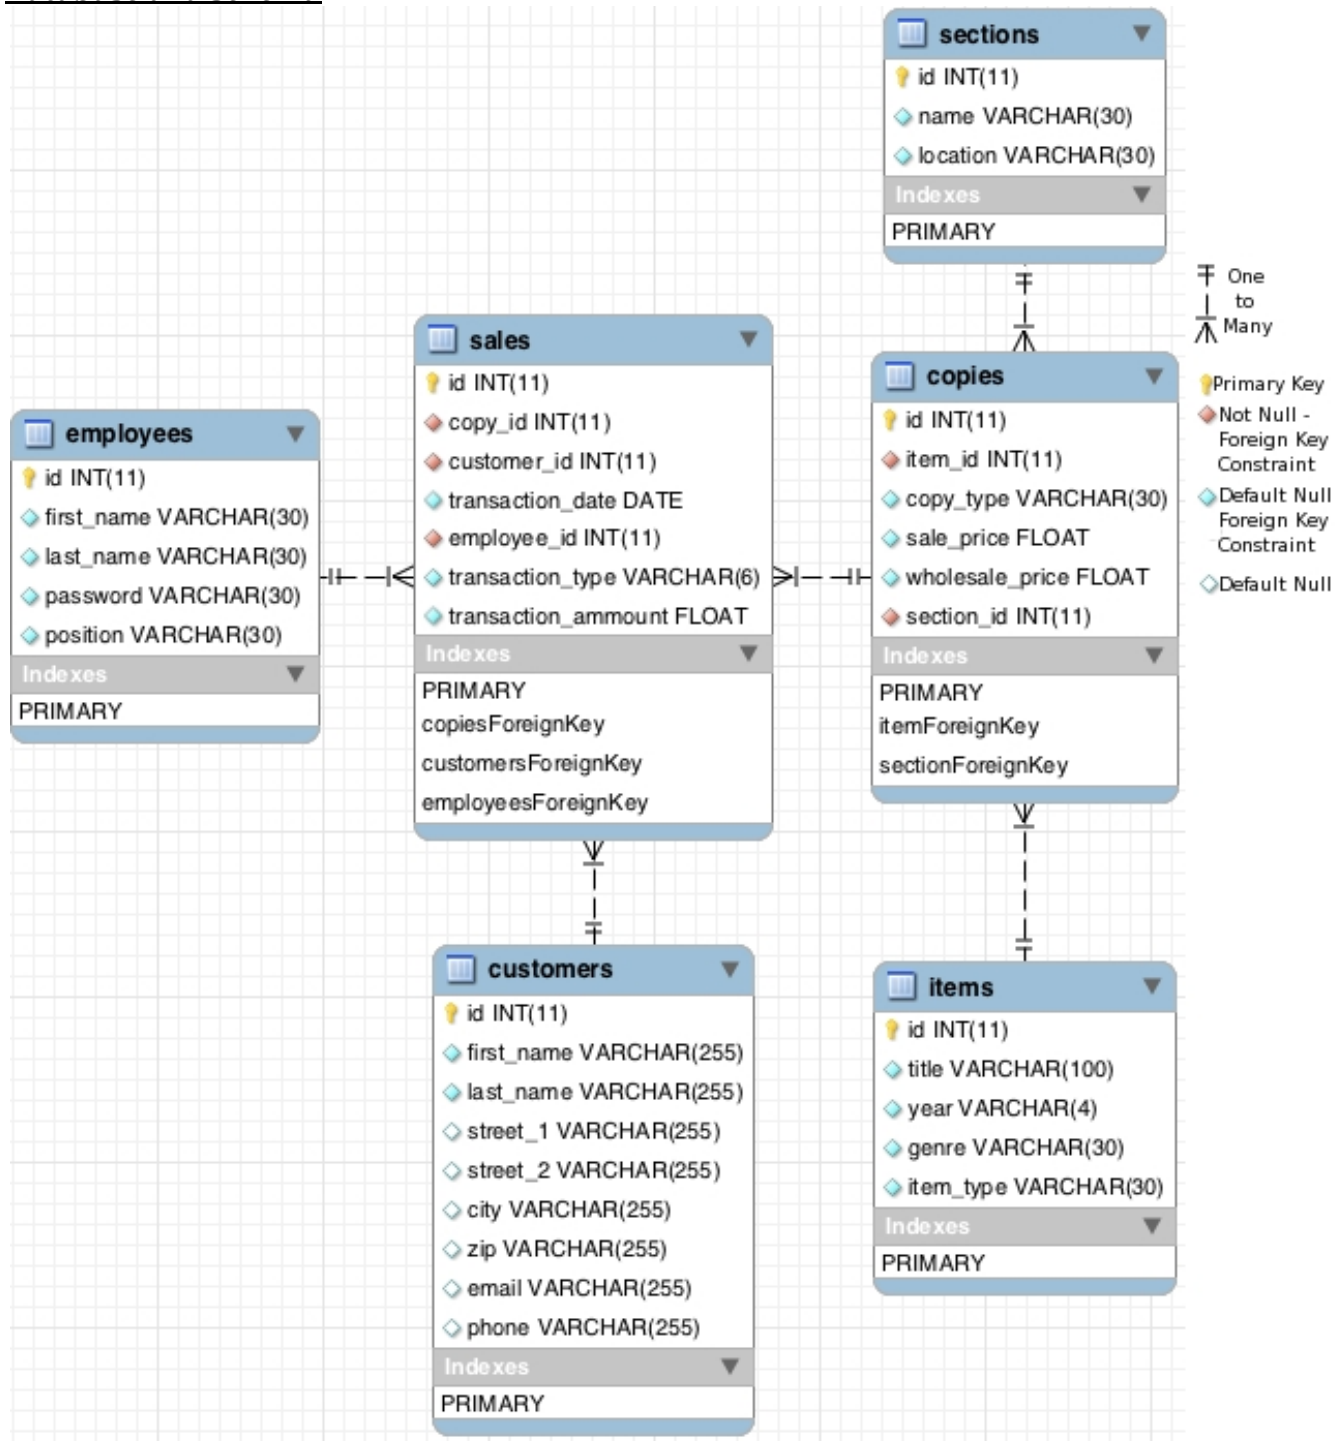 sections
id INT(11)
name VARCHAR(30)
location VARCHAR(30)
Indexes
PRIMARY
One
to
Many
Primary Key
Not Null -
Foreign Key
Constraint
Default Null
Foreign Key
Constraint
Default Null
sales
id INT(11)
copy_id INT(11)
customer_id INT(11)
transaction_date DATE
employee_id INT(11)
transaction_type VARCHAR(6)
transaction_ammount FLOAT
Indexes
PRIMARY
copiesForeignKey
customersForeignKey
employeesForeignKey
copies
id INT(11)
item_id INT(11)
copy_type VARCHAR(30)
sale_price FLOAT
wholesale_price FLOAT
section_id INT(11)
Indexes
PRIMARY
itemForeignKey
sectionForeignKey
employees
id INT(11)
first_name VARCHAR(30)
last_name VARCHAR(30)
password VARCHAR(30)
position VARCHAR(30)
Indexes
PRIMARY
customers
id INT(11)
first_name VARCHAR(255)
last_name VARCHAR(255)
street_1 VARCHAR(255)
street_2 VARCHAR(255)
city VARCHAR(255)
zip VARCHAR(255)
email VARCHAR(255)
phone VARCHAR(255)
Indexes
PRIMARY
items
id INT(11)
title VARCHAR(100)
year VARCHAR(4)
genre VARCHAR(30)
item_type VARCHAR(30)
Indexes
PRIMARY